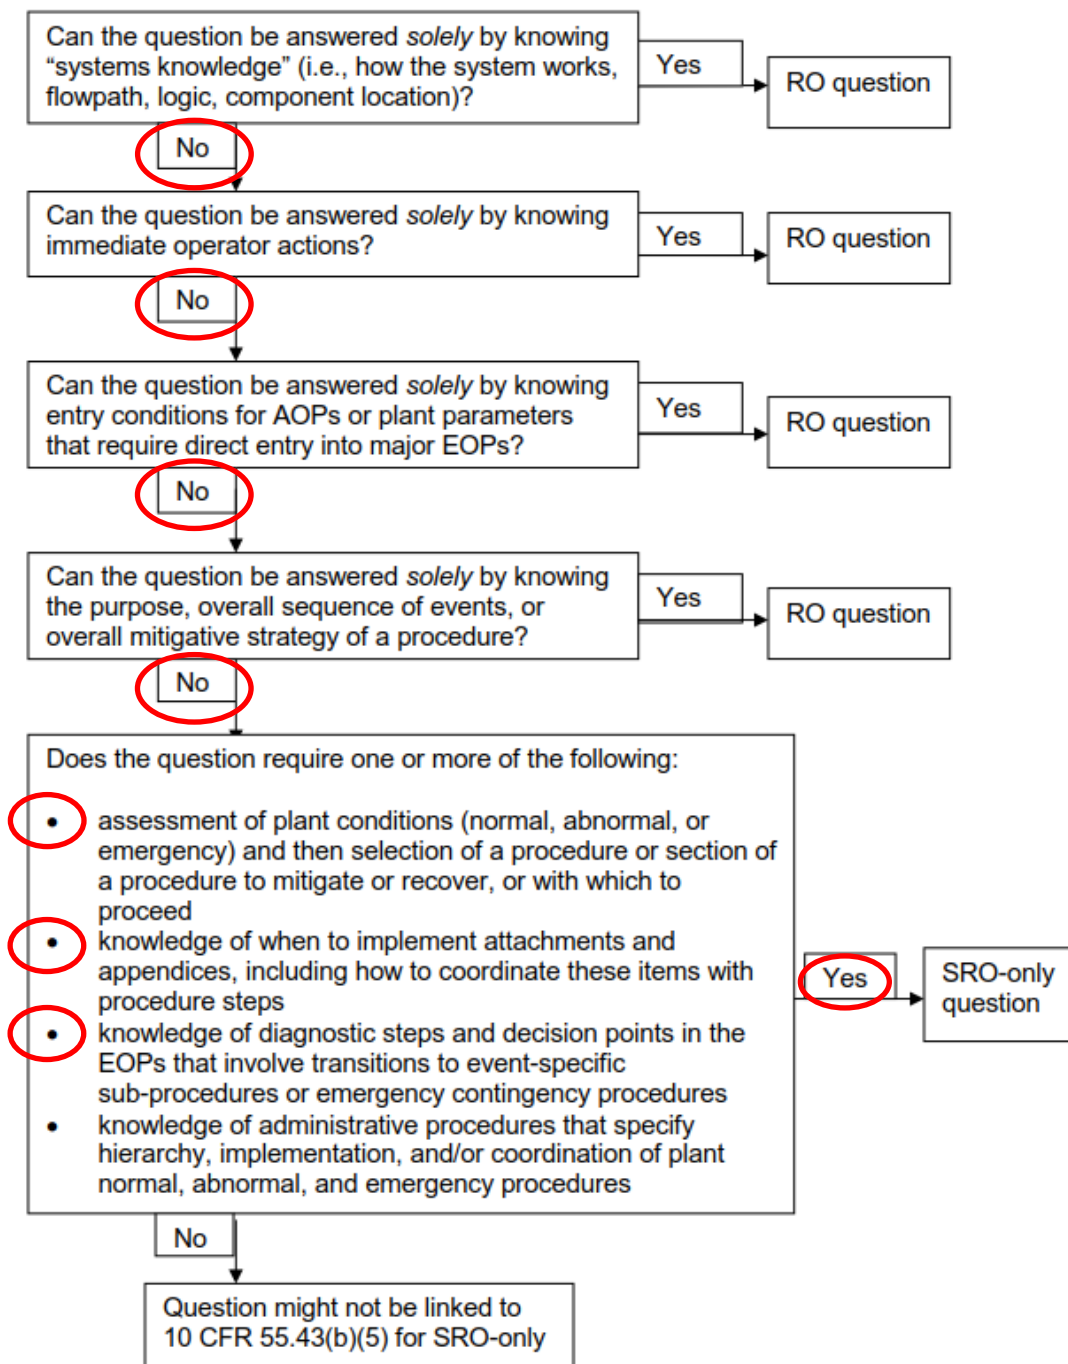 Can the question be answered solely by knowing
“systems knowledge” (i.e., how the system works,
flowpath, logic, component location)?
Yes
RO question
No
Can the question be answered solely by knowing
immediate operator actions?
Yes
RO question
No
Can the question be answered solely by knowing
entry conditions for AOPs or plant parameters
that require direct entry into major EOPs?
Yes
RO question
No
Can the question be answered solely by knowing
the purpose, overall sequence of events, or
overall mitigative strategy of a procedure?
Yes
RO question
No
Does the question require one or more of the following:
• assessment of plant conditions (normal, abnormal, or
emergency) and then selection of a procedure or section of
a procedure to mitigate or recover, or with which to
proceed
• knowledge of when to implement attachments and
appendices, including how to coordinate these items with
procedure steps
• knowledge of diagnostic steps and decision points in the
EOPs that involve transitions to event-specific
sub-procedures or emergency contingency procedures
• knowledge of administrative procedures that specify
hierarchy, implementation, and/or coordination of plant
normal, abnormal, and emergency procedures
Yes
SRO-only
question
No
Question might not be linked to
10 CFR 55.43(b)(5) for SRO-only